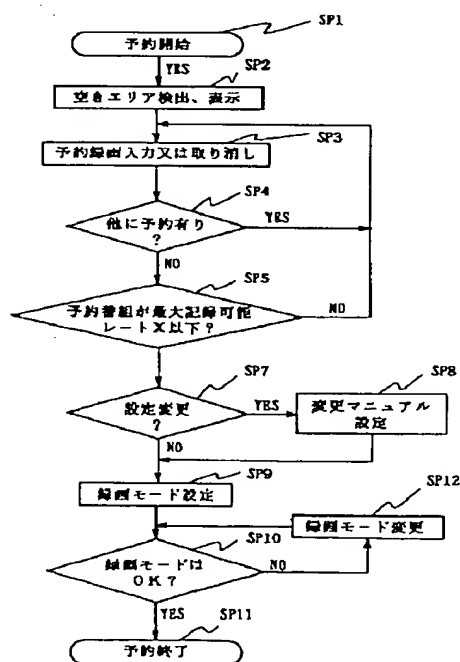 SP1
予約開始
YES
SP2
空きエリア検出、表示
SP3
予約録画入力又は取り消し
SP4
他に予約有り
?
YES
NO
SP5
予約番組が最大記録可能
レートX以下?
NO
SP7
設定変更
?
YES
SP8
変更マニュアル
設定
NO
SP9
録画モード設定
SP12
録画モード変更
SP10
録画モードは
OK?
NO
YES
SP11
予約終了